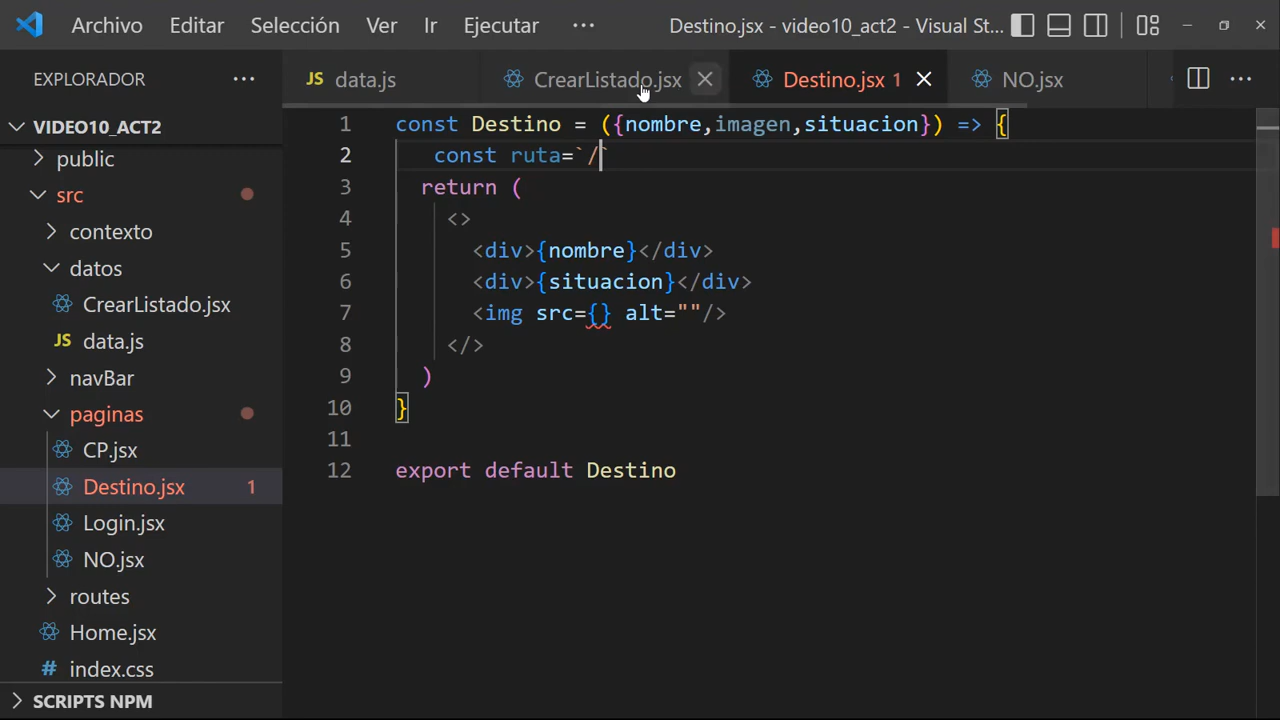 Archivo Editar Selección Ver Ir Ejecutar ··· Destino.jsx - video10_act2 - Visual St...
EXPLORADOR ···
JS data.js CrearListado.jsx Destino.jsx 1 NO.jsx ···
VIDEO10_ACT2
public
src
contexto
datos
CrearListado.jsx
JS data.js
navBar
paginas
CP.jsx
Destino.jsx 1
Login.jsx
NO.jsx
routes
Home.jsx
# index.css
SCRIPTS NPM
1 const Destino = ({nombre,imagen,situacion}) => {
2 const ruta=`/`
3 return (
4 <>
5 <div>{nombre}</div>
6 <div>{situacion}</div>
7 <img src={} alt=""/>
8 </>
9 )
10 }
11
12 export default Destino